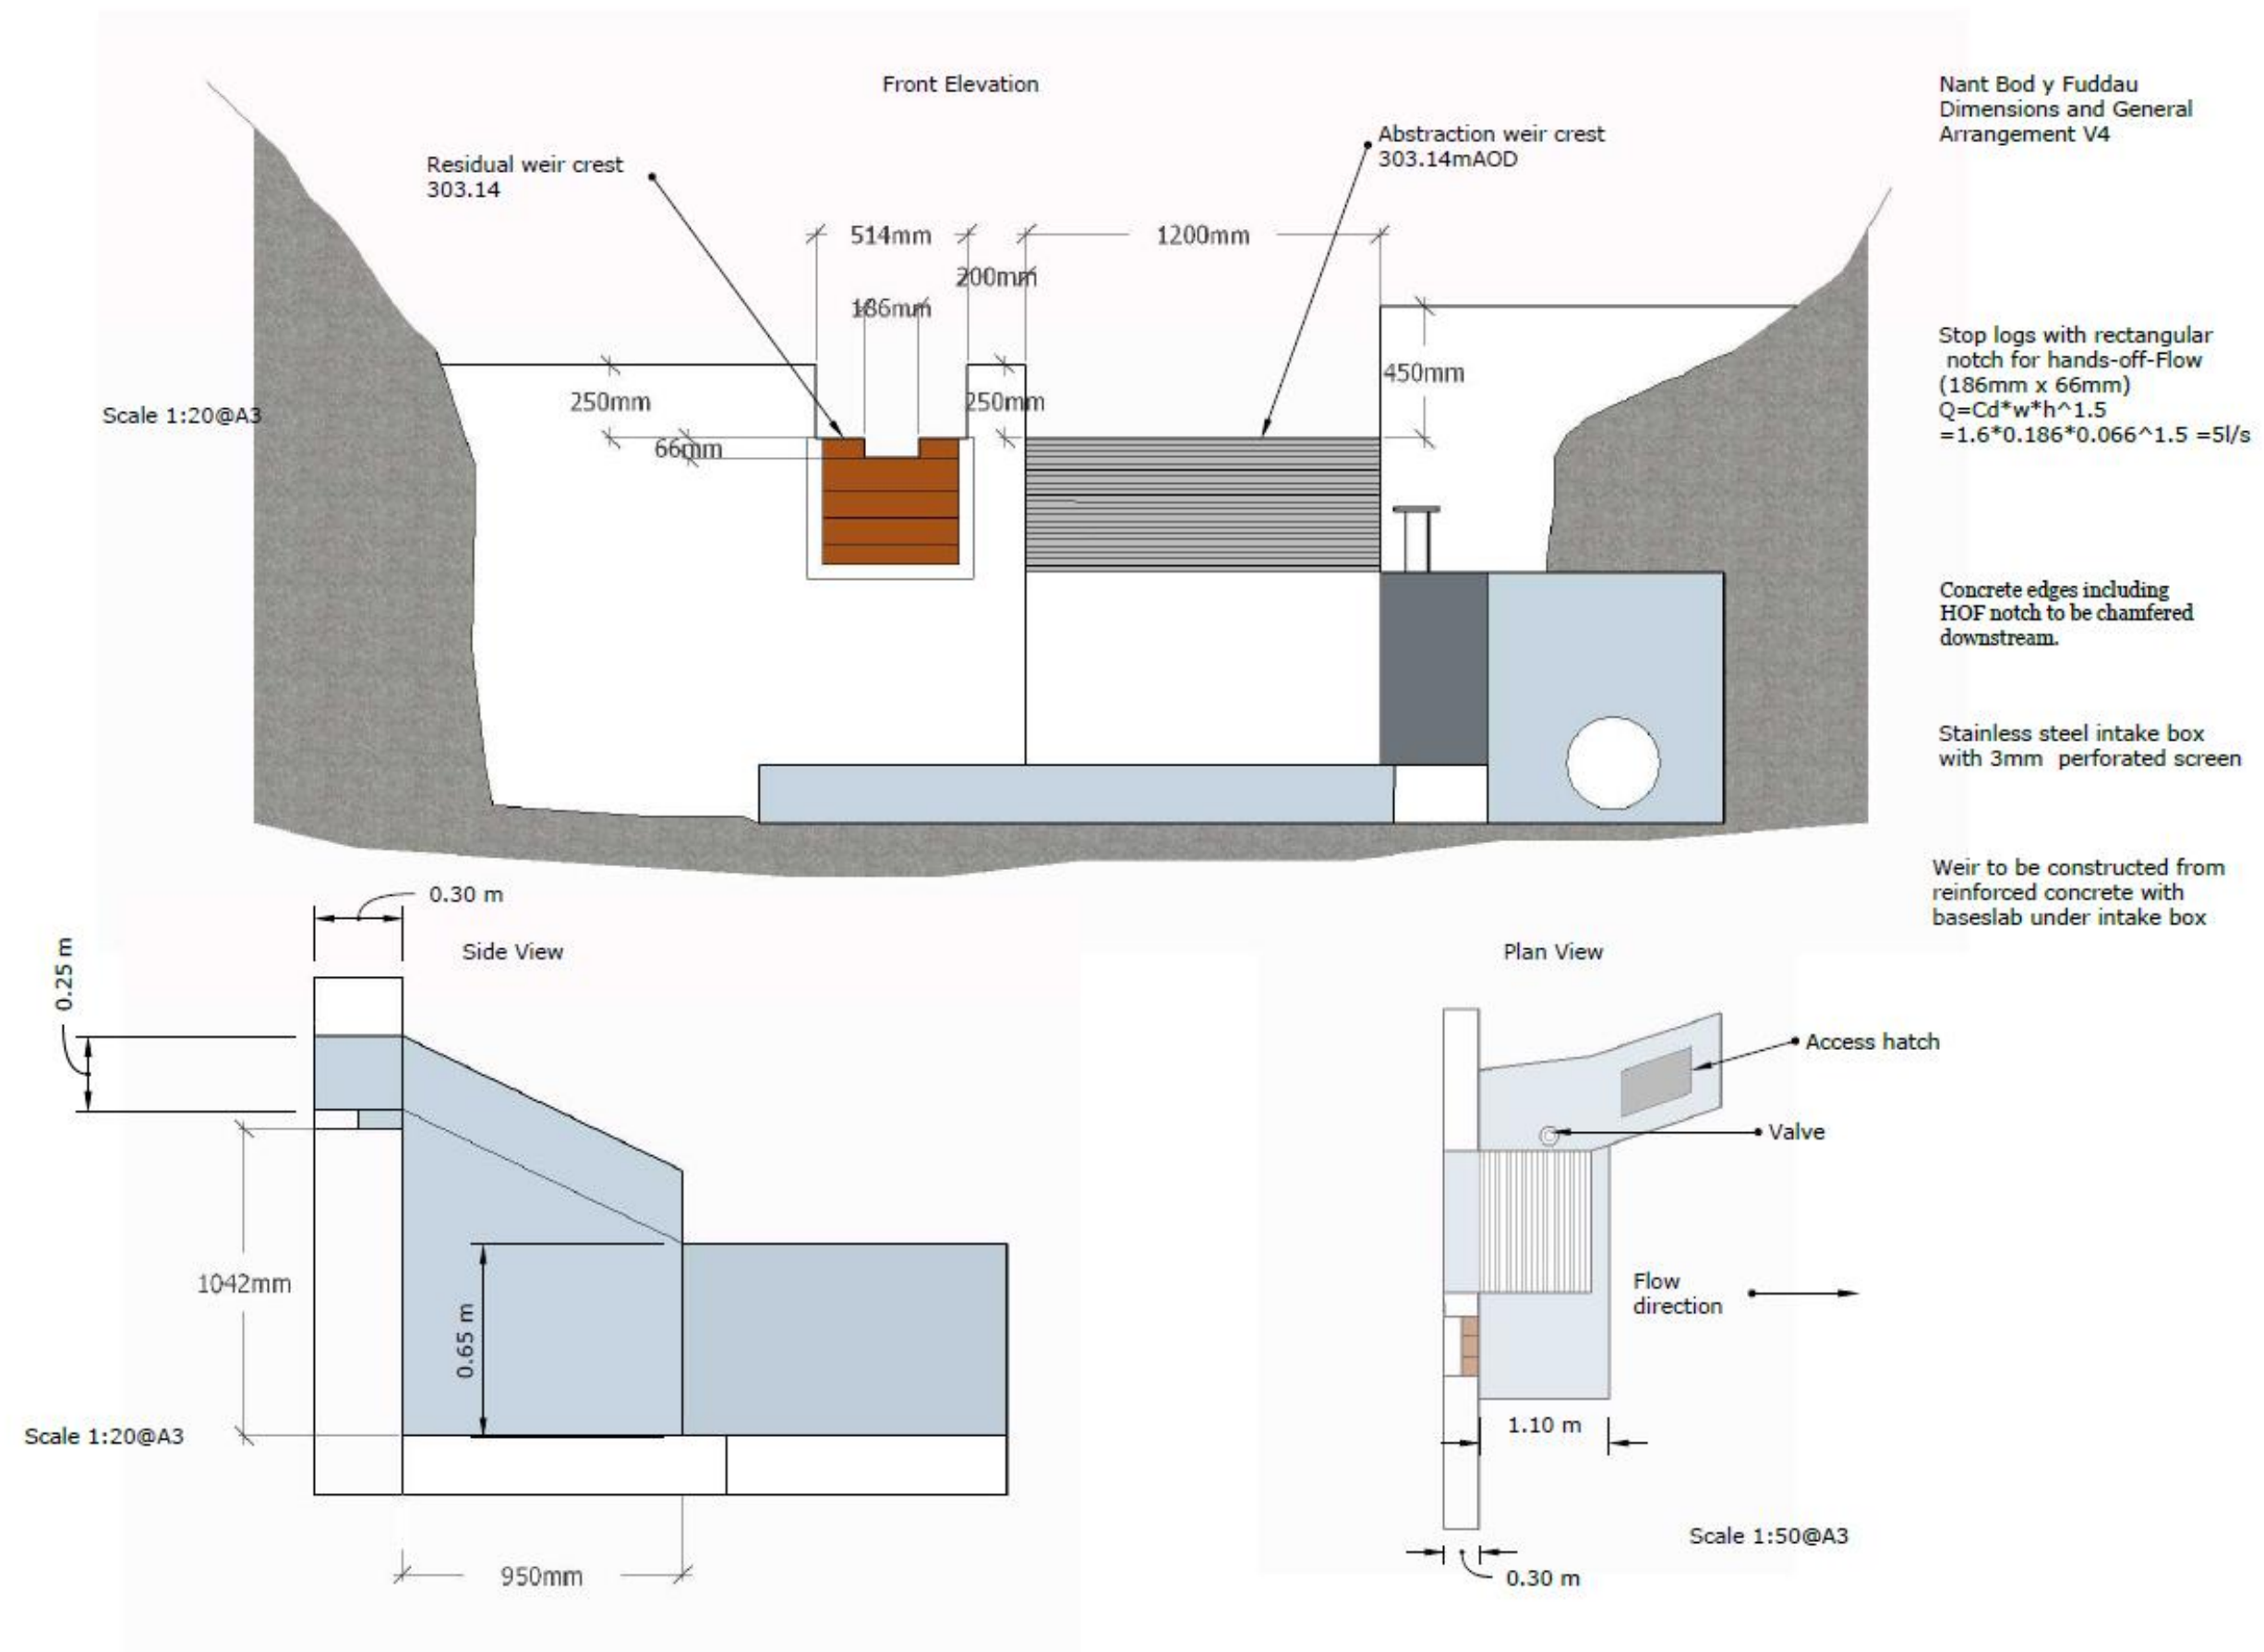 Front Elevation
Nant Bod y Fuddau
Dimensions and General
Arrangement V4
Residual weir crest
303.14
Abstraction weir crest
303.14mAOD
514mm
1200mm
200mm
186mm
250mm
66mm
250mm
450mm
Scale 1:20@A3
Stop logs with rectangular
notch for hands-off-Flow
(186mm x 66mm)
Q=Cd*w*h^1.5
=1.6*0.186*0.066^1.5 =5l/s
Concrete edges including
HOF notch to be chamfered
downstream.
Stainless steel intake box
with 3mm perforated screen
Weir to be constructed from
reinforced concrete with
baseslab under intake box
Side View
0.30 m
0.25 m
1042mm
0.65 m
Scale 1:20@A3
950mm
Plan View
Access hatch
Valve
Flow
direction
1.10 m
Scale 1:50@A3
0.30 m